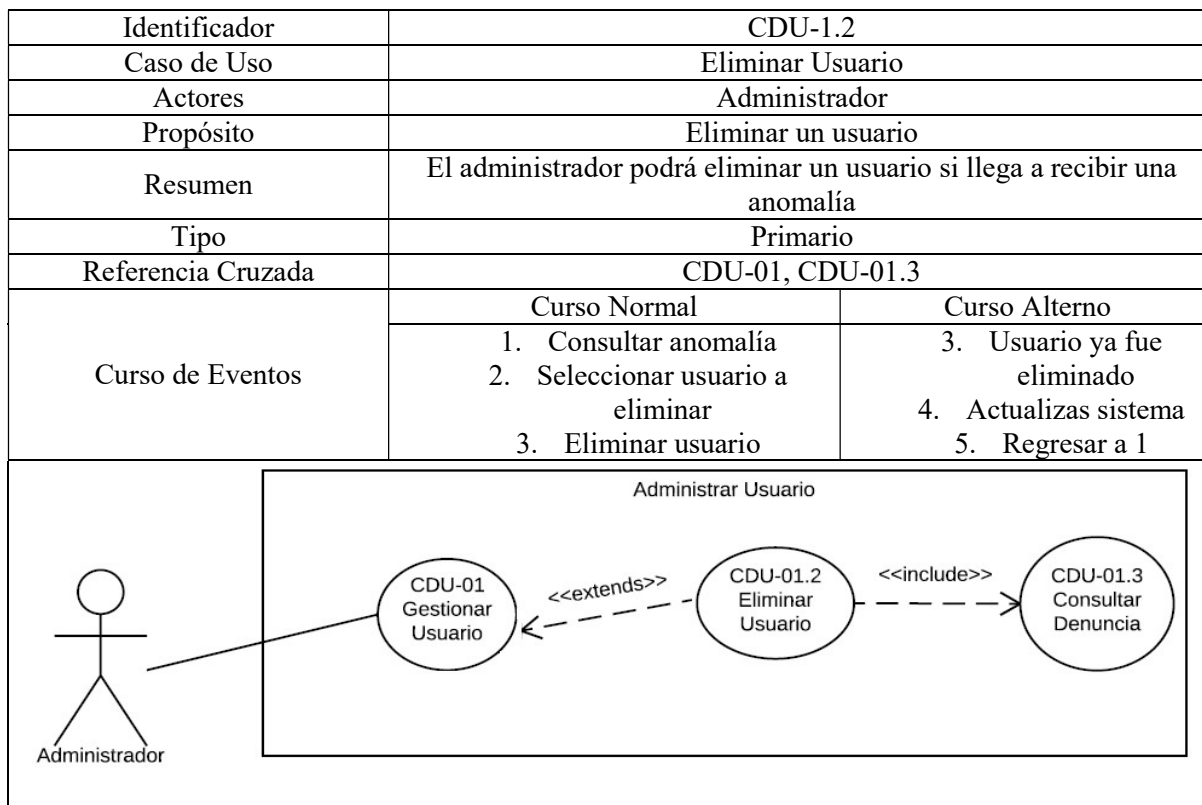 Identificador CDU-1.2
Caso de Uso Eliminar Usuario
Actores Administrador
Propósito Eliminar un usuario
Resumen El administrador podrá eliminar un usuario si llega a recibir una
anomalía
Tipo Primario
Referencia Cruzada CDU-01, CDU-01.3
Curso de Eventos
Curso Normal
1. Consultar anomalía
2. Seleccionar usuario a
eliminar
3. Eliminar usuario
Curso Alterno
3. Usuario ya fue
eliminado
4. Actualizas sistema
5. Regresar a 1
Administrar Usuario
Administrador
CDU-01
Gestionar
Usuario
<<extends>>
CDU-01.2
Eliminar
Usuario
<<include>>
CDU-01.3
Consultar
Denuncia